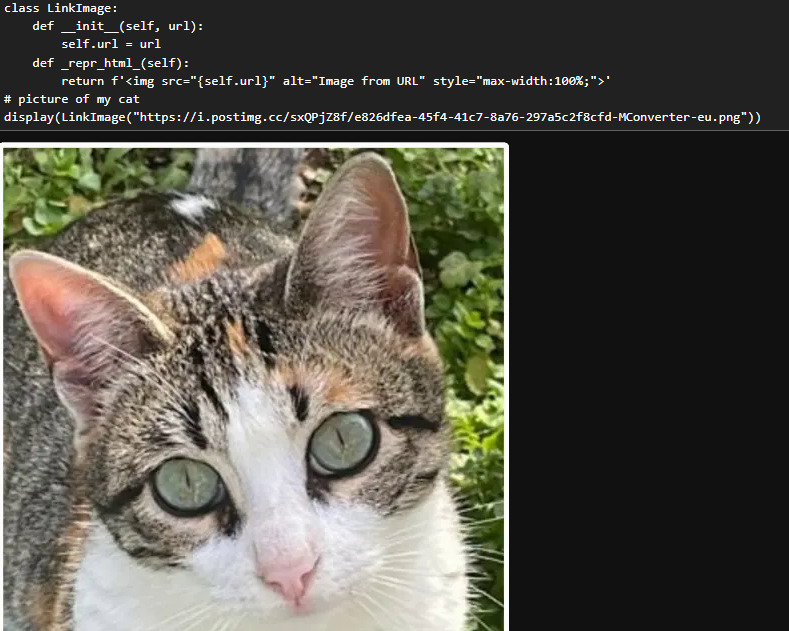 class LinkImage:
    def __init__(self, url):
        self.url = url
    def _repr_html_(self):
        return f'<img src="{self.url}" alt="Image from URL" style="max-width:100%;">'
# picture of my cat
display(LinkImage("https://i.postimg.cc/sxQPjZ8f/e826dfea-45f4-41c7-8a76-297a5c2f8cfd-MConverter-eu.png"))